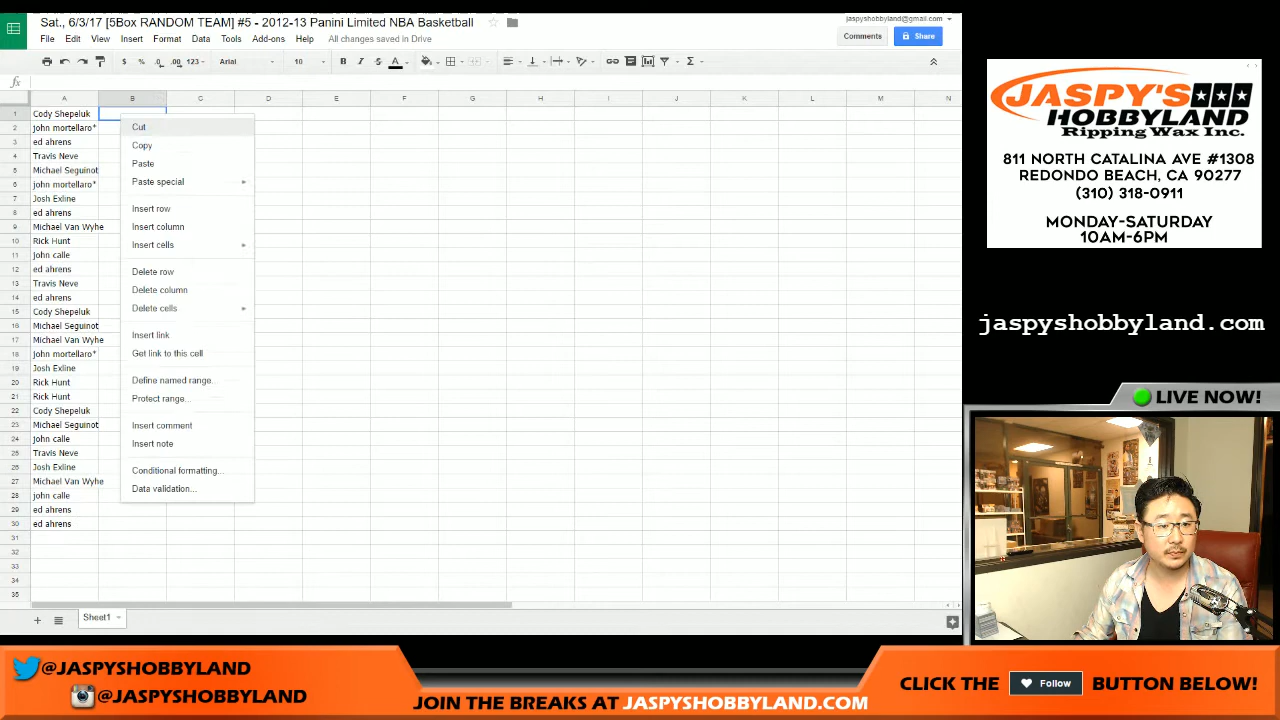 Sat., 6/3/17 [5Box RANDOM TEAM] #5 - 2012-13 Panini Limited NBA Basketball
jaspyshobbyland@gmail.com
File Edit View Insert Format Data Tools Add-ons Help All changes saved in Drive
Comments
Share
$ % .0 .00 123 Arial 10 B I S A Σ
fx
A B C D E F G H I J K L M N
1 Cody Shepeluk
2 john mortellaro*
3 ed ahrens
4 Travis Neve
5 Michael Seguinot
6 john mortellaro*
7 Josh Exline
8 ed ahrens
9 Michael Van Wyhe
10 Rick Hunt
11 John calle
12 ed ahrens
13 Travis Neve
14 ed ahrens
15 Cody Shepeluk
16 Michael Seguinot
17 Michael Van Wyhe
18 john mortellaro*
19 Josh Exline
20 Rick Hunt
21 Rick Hunt
22 Cody Shepeluk
23 Michael Seguinot
24 John calle
25 Travis Neve
26 Josh Exline
27 Michael Van Wyhe
28 john calle
29 ed ahrens
30 ed ahrens
31
32
33
34
35
Cut
Copy
Paste
Paste special
Insert row
Insert column
Insert cells
Delete row
Delete column
Delete cells
Insert link
Get link to this cell
Define named range...
Protect range...
Insert comment
Insert note
Conditional formatting...
Data validation...
Sheet1
JASPY'S
HOBBYLAND
Ripping Wax Inc.
811 NORTH CATALINA AVE #1308
REDONDO BEACH, CA 90277
(310) 318-0911
MONDAY-SATURDAY
10AM-6PM
jaspyshobbyland.com
LIVE NOW!
@JASPYSHOBBYLAND
@JASPYSHOBBYLAND
JOIN THE BREAKS AT JASPYSHOBBYLAND.COM
CLICK THE Follow BUTTON BELOW!